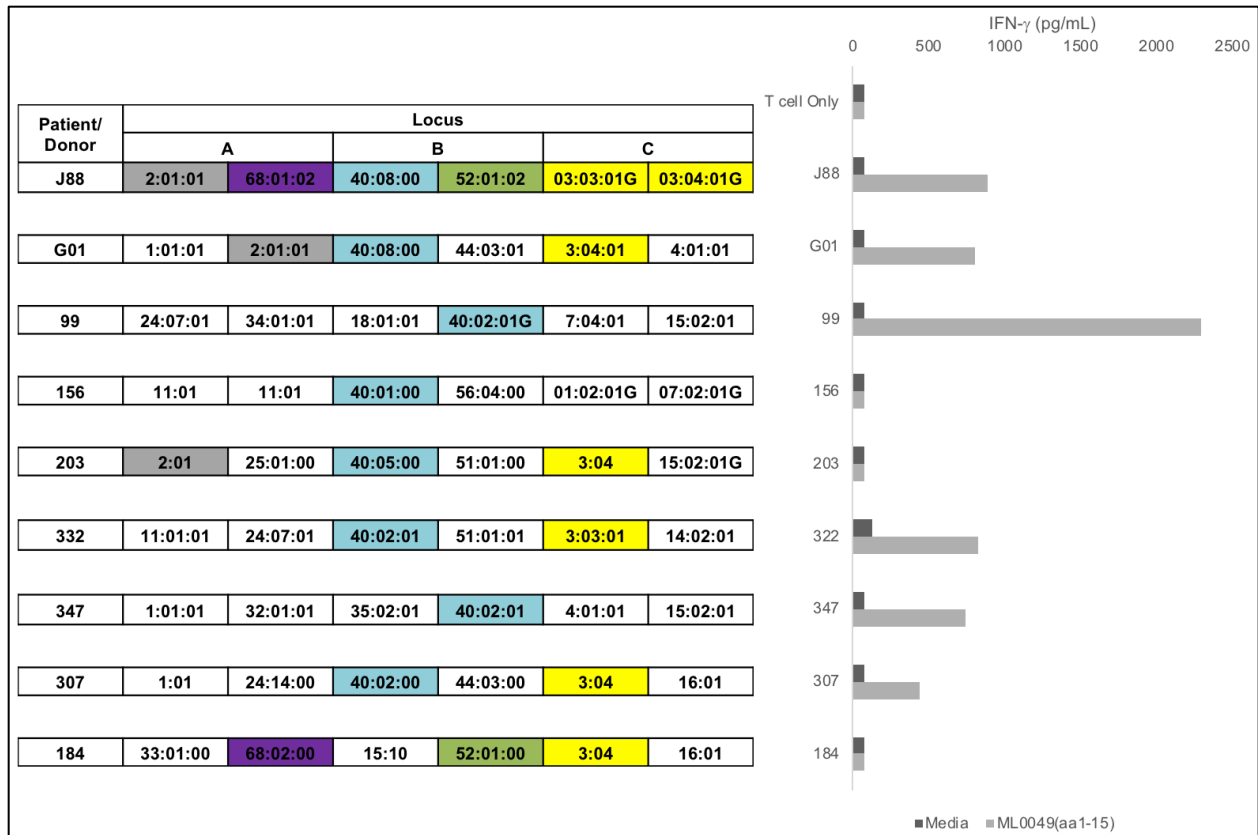 IFN-γ (pg/mL)
0 500 1000 1500 2000 2500
T cell Only
Patient/
Donor
Locus
A B C
J88 2:01:01 68:01:02 40:08:00 52:01:02 03:03:01G 03:04:01G J88
G01 1:01:01 2:01:01 40:08:00 44:03:01 3:04:01 4:01:01 G01
99 24:07:01 34:01:01 18:01:01 40:02:01G 7:04:01 15:02:01 99
156 11:01 11:01 40:01:00 56:04:00 01:02:01G 07:02:01G 156
203 2:01 25:01:00 40:05:00 51:01:00 3:04 15:02:01G 203
332 11:01:01 24:07:01 40:02:01 51:01:01 3:03:01 14:02:01 322
347 1:01:01 32:01:01 35:02:01 40:02:01 4:01:01 15:02:01 347
307 1:01 24:14:00 40:02:00 44:03:00 3:04 16:01 307
184 33:01:00 68:02:00 15:10 52:01:00 3:04 16:01 184
Media ML0049(aa1-15)